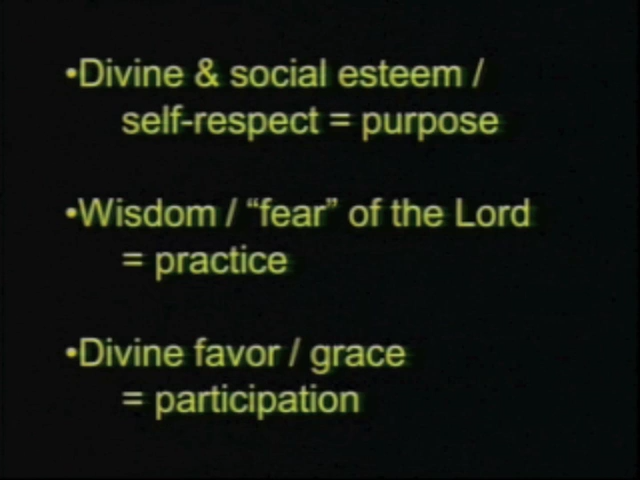 •Divine & social esteem /
self-respect = purpose
•Wisdom / “fear” of the Lord
= practice
•Divine favor / grace
= participation